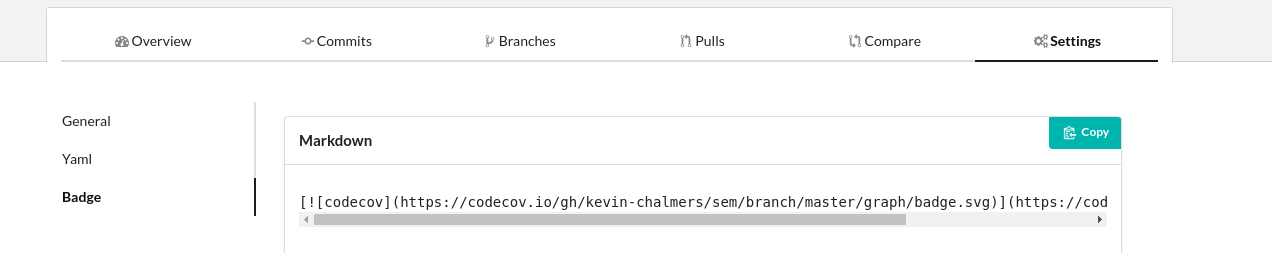 Overview Commits Branches Pulls Compare Settings
General
Yaml
Badge
Markdown
Copy
[![codecov](https://codecov.io/gh/kevin-chalmers/sem/branch/master/graph/badge.svg)](https://cod